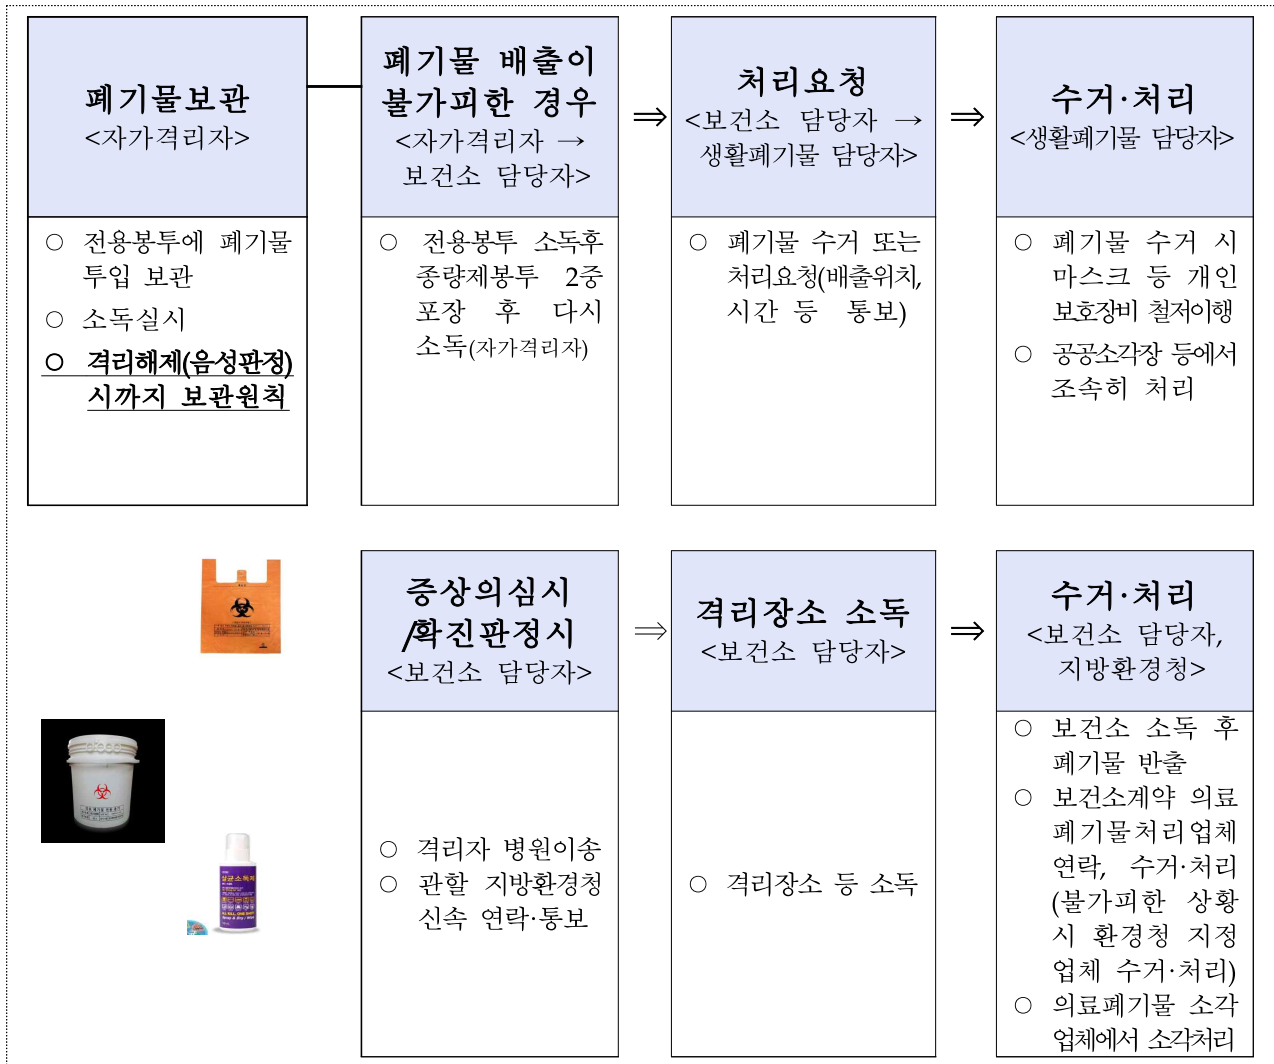 폐기물보관
<자가격리자>
○ 전용봉투에 폐기물
투입 보관
○ 소독실시
○ 격리해제(음성판정)
시까지 보관원칙
폐기물 배출이
불가피한 경우
<자가격리자 →
보건소 담당자>
○ 전용봉투 소독후
종량제봉투 2중
포장 후 다시
소독(자가격리자)
⇒
처리요청
<보건소 담당자 →
생활폐기물 담당자>
○ 폐기물 수거 또는
처리요청(배출위치,
시간 등 통보)
⇒
수거·처리
<생활폐기물 담당자>
○ 폐기물 수거 시
마스크 등 개인
보호장비 철저이행
○ 공공소각장 등에서
조속히 처리
증상의심시
/확진판정시
<보건소 담당자>
○ 격리자 병원이송
○ 관할 지방환경청
신속 연락·통보
⇒
격리장소 소독
<보건소 담당자>
○ 격리장소 등 소독
⇒
수거·처리
<보건소 담당자,
지방환경청>
○ 보건소 소독 후
폐기물 반출
○ 보건소계약 의료
폐기물처리업체
연락, 수거·처리
(불가피한 상황
시 환경청 지정
업체 수거·처리)
○ 의료폐기물 소각
업체에서 소각처리
살균소독제